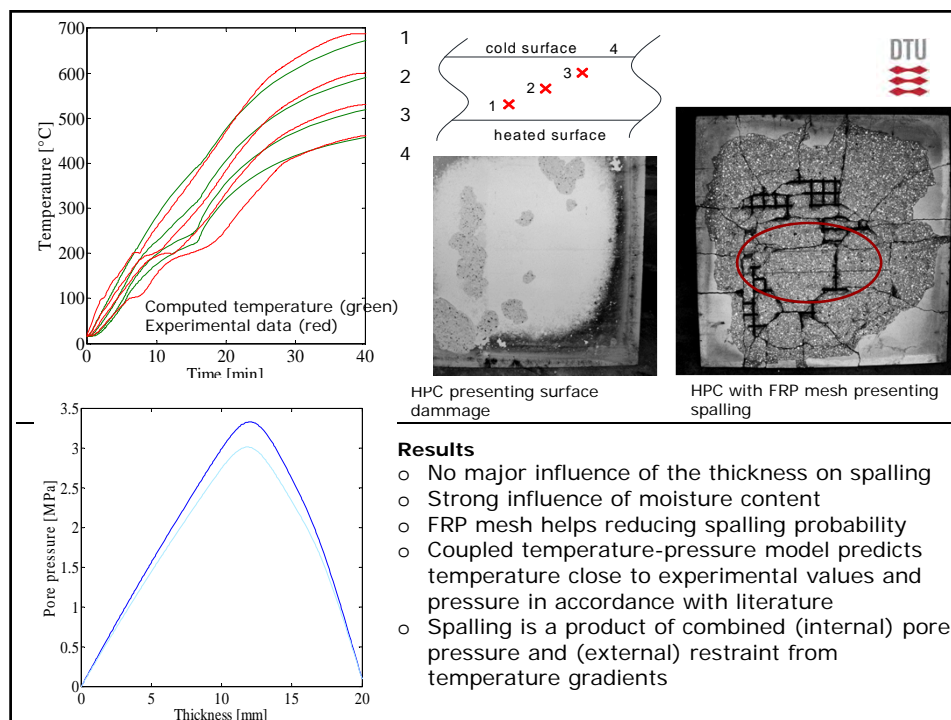 700
600
500
400
300
200
100
0
Temperature [°C]
Computed temperature (green)
Experimental data (red)
0 10 20 30 40
Time [min]
1
2
3
4
cold surface 4
3
2
1
heated surface
DTU
HPC presenting surface
dammage
HPC with FRP mesh presenting
spalling
3.5
3
2.5
2
1.5
1
0.5
0
Pore pressure [MPa]
0 5 10 15 20
Thickness [mm]
Results
o No major influence of the thickness on spalling
o Strong influence of moisture content
o FRP mesh helps reducing spalling probability
o Coupled temperature-pressure model predicts
temperature close to experimental values and
pressure in accordance with literature
o Spalling is a product of combined (internal) pore
pressure and (external) restraint from
temperature gradients